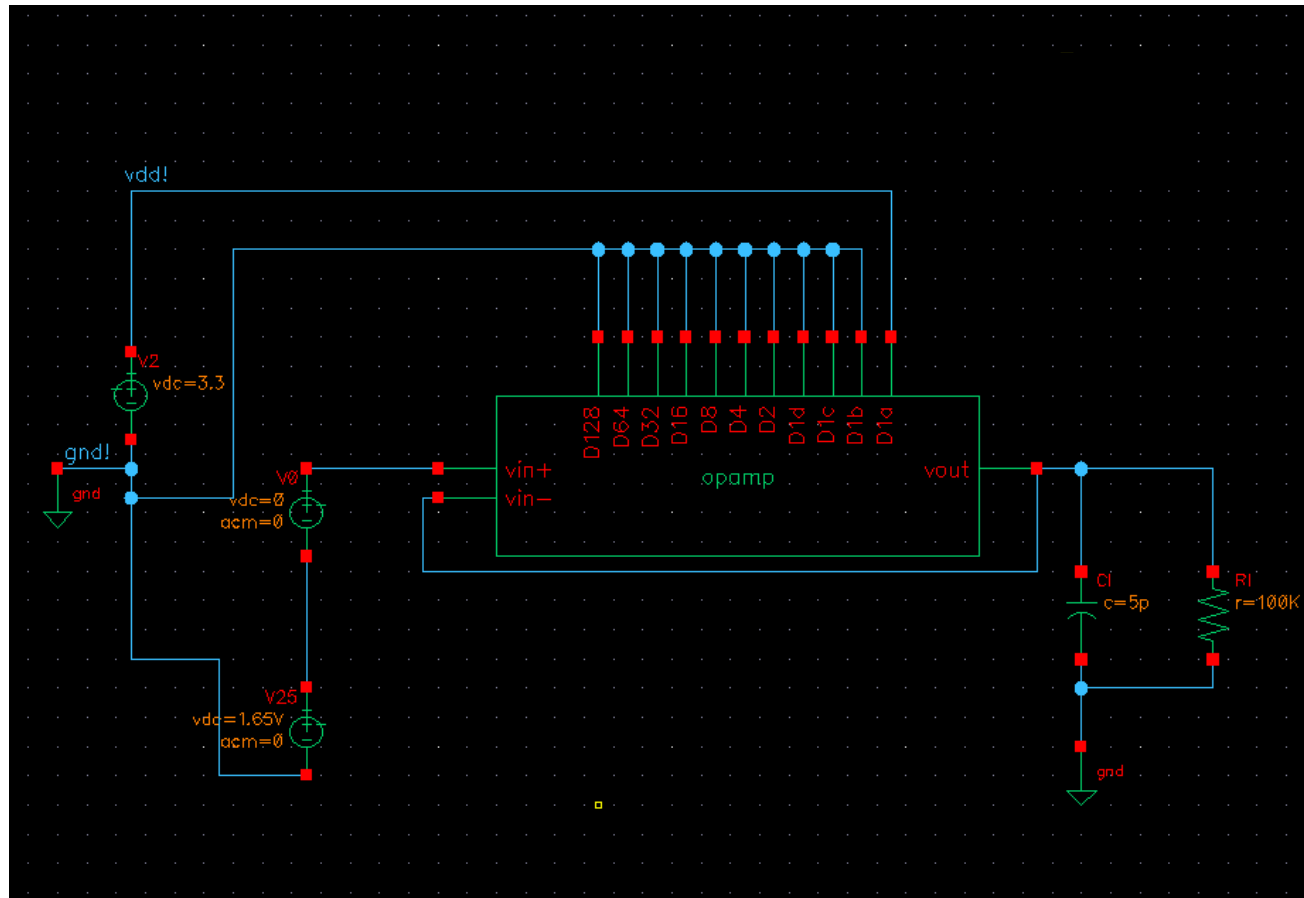 vdd!
V2
vdc=3.3
gnd!
gnd
V0
vdc=0
acm=0
V25
vdc=1.65V
acm=0
D128
D64
D32
D16
D8
D4
D2
D1d
D1c
D1b
D1a
vin+
vin-
opamp
vout
Cl
c=5p
Rl
r=100K
gnd